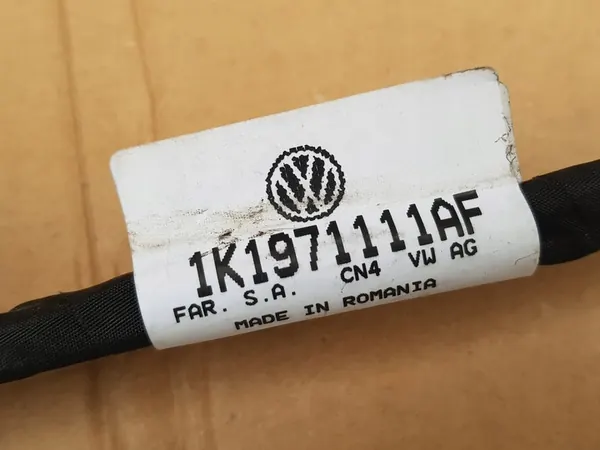 1K1971111AF
FAR. S.A. CN4 VW AG
MADE IN ROMANIA